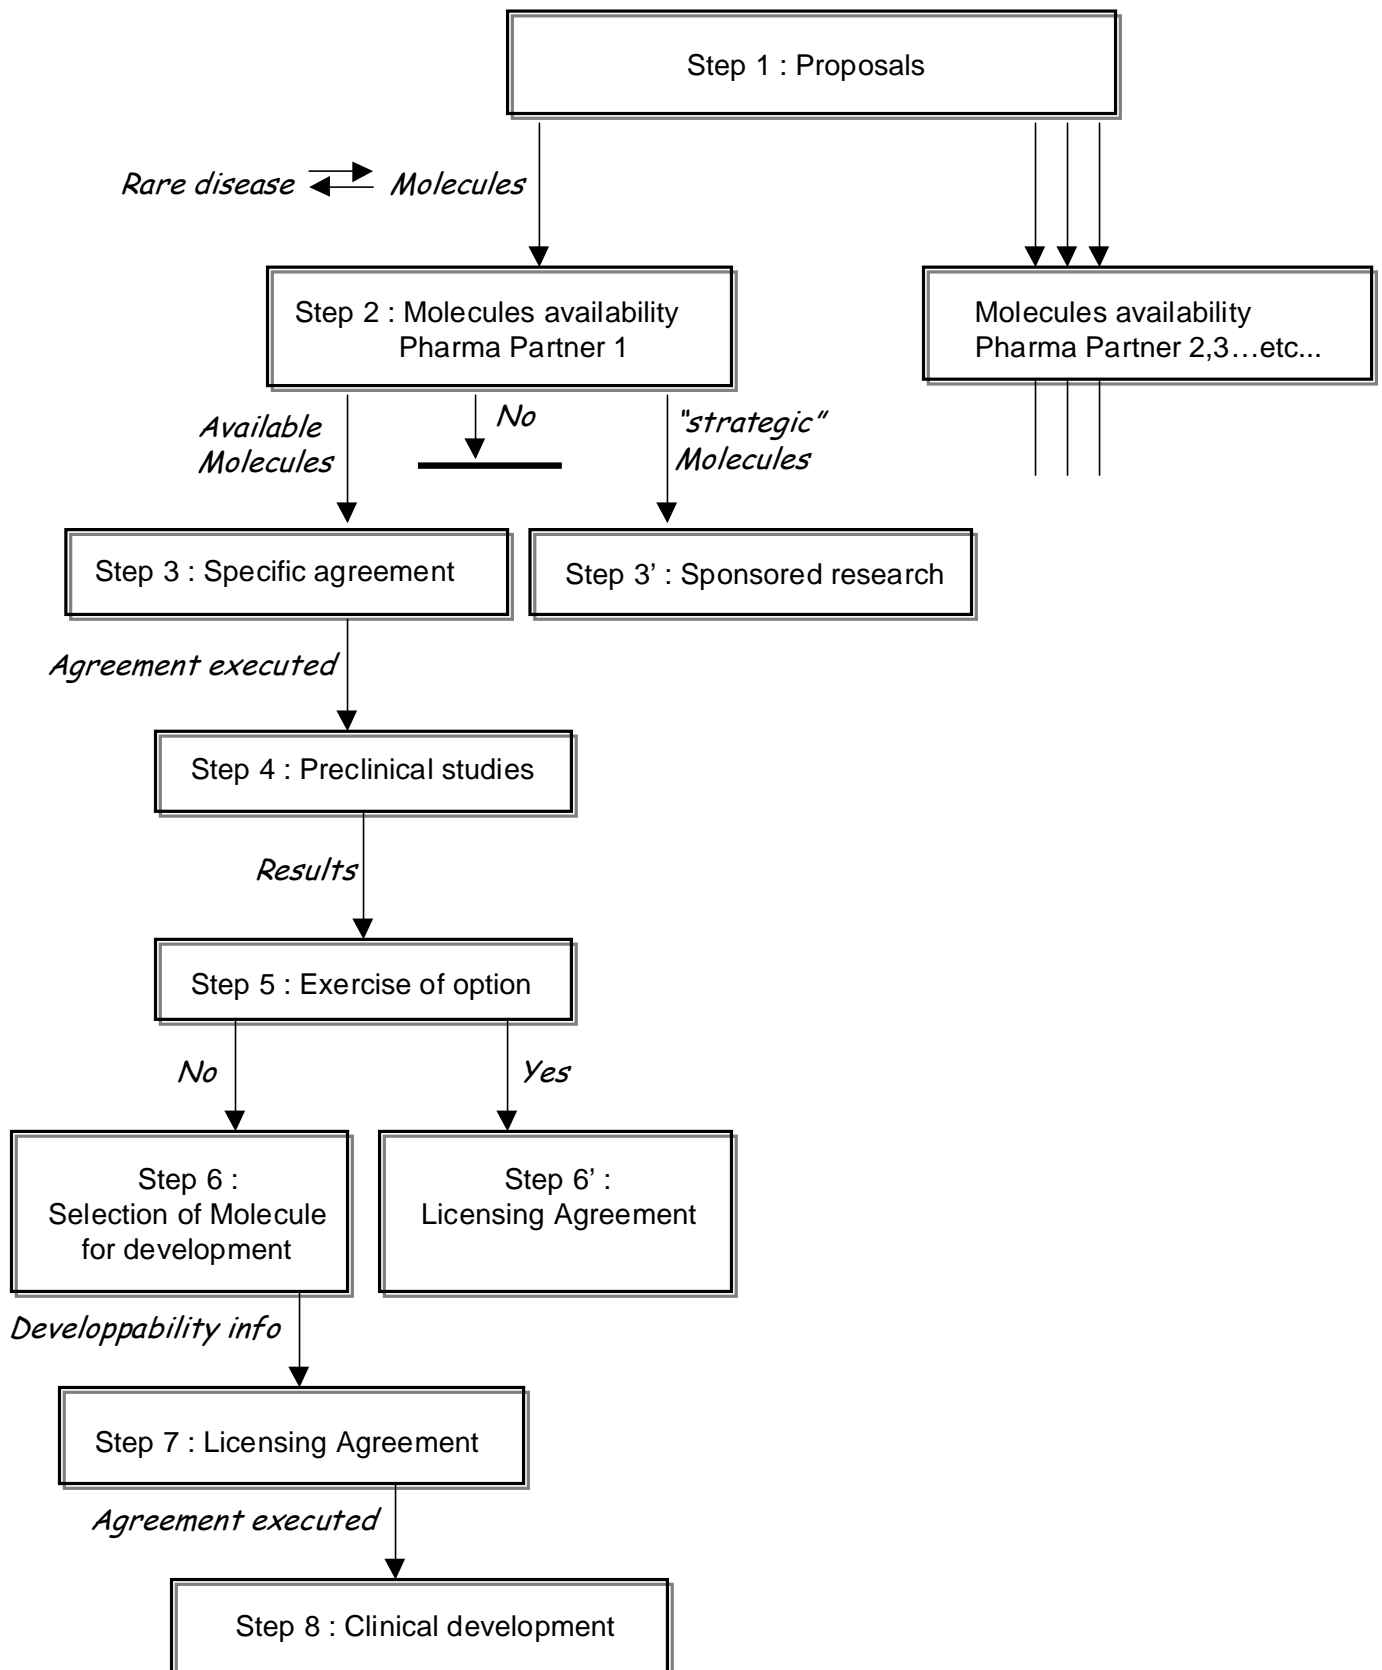 Step 1 : Proposals
Rare disease
Molecules
Step 2 : Molecules availability
Pharma Partner 1
Molecules availability
Pharma Partner 2,3…etc...
Available
Molecules
No
“strategic”
Molecules
Step 3 : Specific agreement
Step 3’ : Sponsored research
Agreement executed
Step 4 : Preclinical studies
Results
Step 5 : Exercise of option
No
Yes
Step 6 :
Selection of Molecule
for development
Step 6’ :
Licensing Agreement
Developpability info
Step 7 : Licensing Agreement
Agreement executed
Step 8 : Clinical development